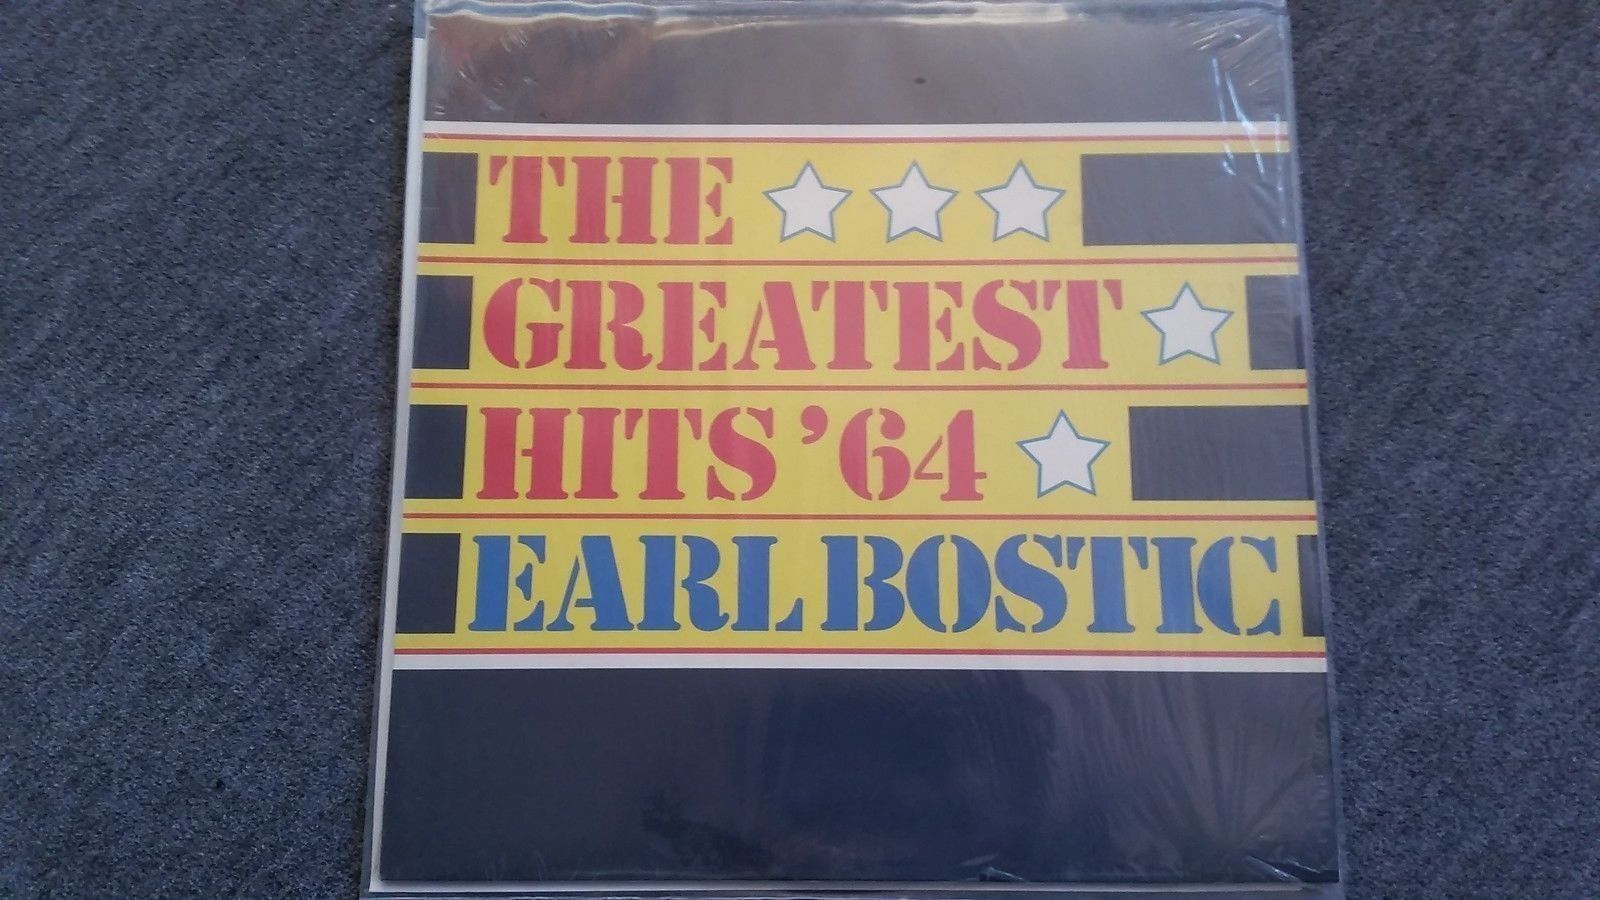 THE
GREATEST
HITS '64
EARL BOSTIC